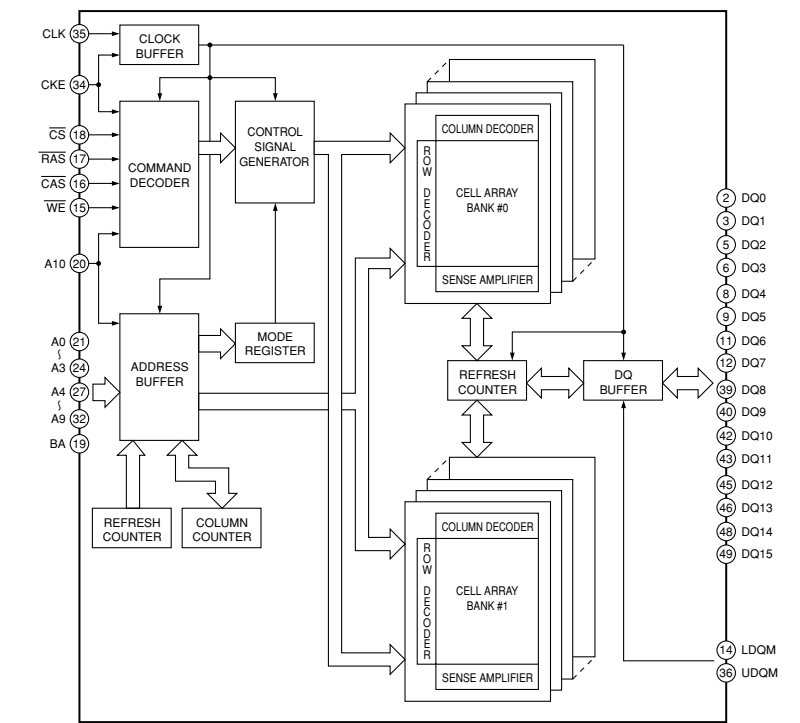 CLK 35
CLOCK
BUFFER
CKE 34
CS 18
RAS 17
CAS 16
WE 15
COMMAND
DECODER
CONTROL
SIGNAL
GENERATOR
A10 20
A0 21
~
A3 24
A4 27
~
A9 32
BA 19
ADDRESS
BUFFER
MODE
REGISTER
REFRESH
COUNTER
COLUMN
COUNTER
COLUMN DECODER
ROW DECODER
CELL ARRAY
BANK #0
SENSE AMPLIFIER
REFRESH
COUNTER
DQ
BUFFER
COLUMN DECODER
ROW DECODER
CELL ARRAY
BANK #1
SENSE AMPLIFIER
2 DQ0
3 DQ1
5 DQ2
6 DQ3
8 DQ4
9 DQ5
11 DQ6
12 DQ7
39 DQ8
40 DQ9
42 DQ10
43 DQ11
45 DQ12
46 DQ13
48 DQ14
49 DQ15
14 LDQM
36 UDQM